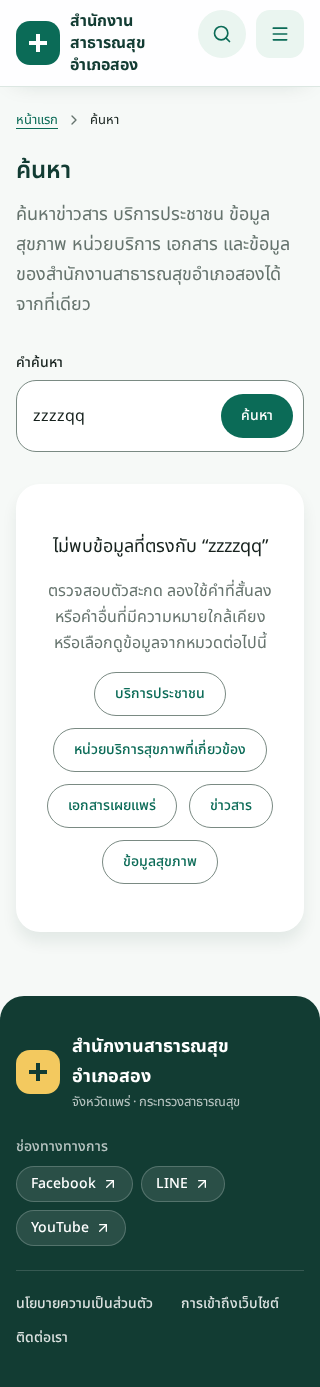 สำนักงาน
สาธารณสุข
อำเภอสอง
หน้าแรก
ค้นหา
ค้นหา
ค้นหาข่าวสาร บริการประชาชน ข้อมูล
สุขภาพ หน่วยบริการ เอกสาร และข้อมูล
ของสำนักงานสาธารณสุขอำเภอสองได้
จากที่เดียว
คำค้นหา
zzzzqq
ค้นหา
ไม่พบข้อมูลที่ตรงกับ “zzzzqq”
ตรวจสอบตัวสะกด ลองใช้คำที่สั้นลง
หรือคำอื่นที่มีความหมายใกล้เคียง
หรือเลือกดูข้อมูลจากหมวดต่อไปนี้
บริการประชาชน
หน่วยบริการสุขภาพที่เกี่ยวข้อง
เอกสารเผยแพร่
ข่าวสาร
ข้อมูลสุขภาพ
สำนักงานสาธารณสุข
อำเภอสอง
จังหวัดแพร่ · กระทรวงสาธารณสุข
ช่องทางทางการ
Facebook
LINE
YouTube
นโยบายความเป็นส่วนตัว
การเข้าถึงเว็บไซต์
ติดต่อเรา